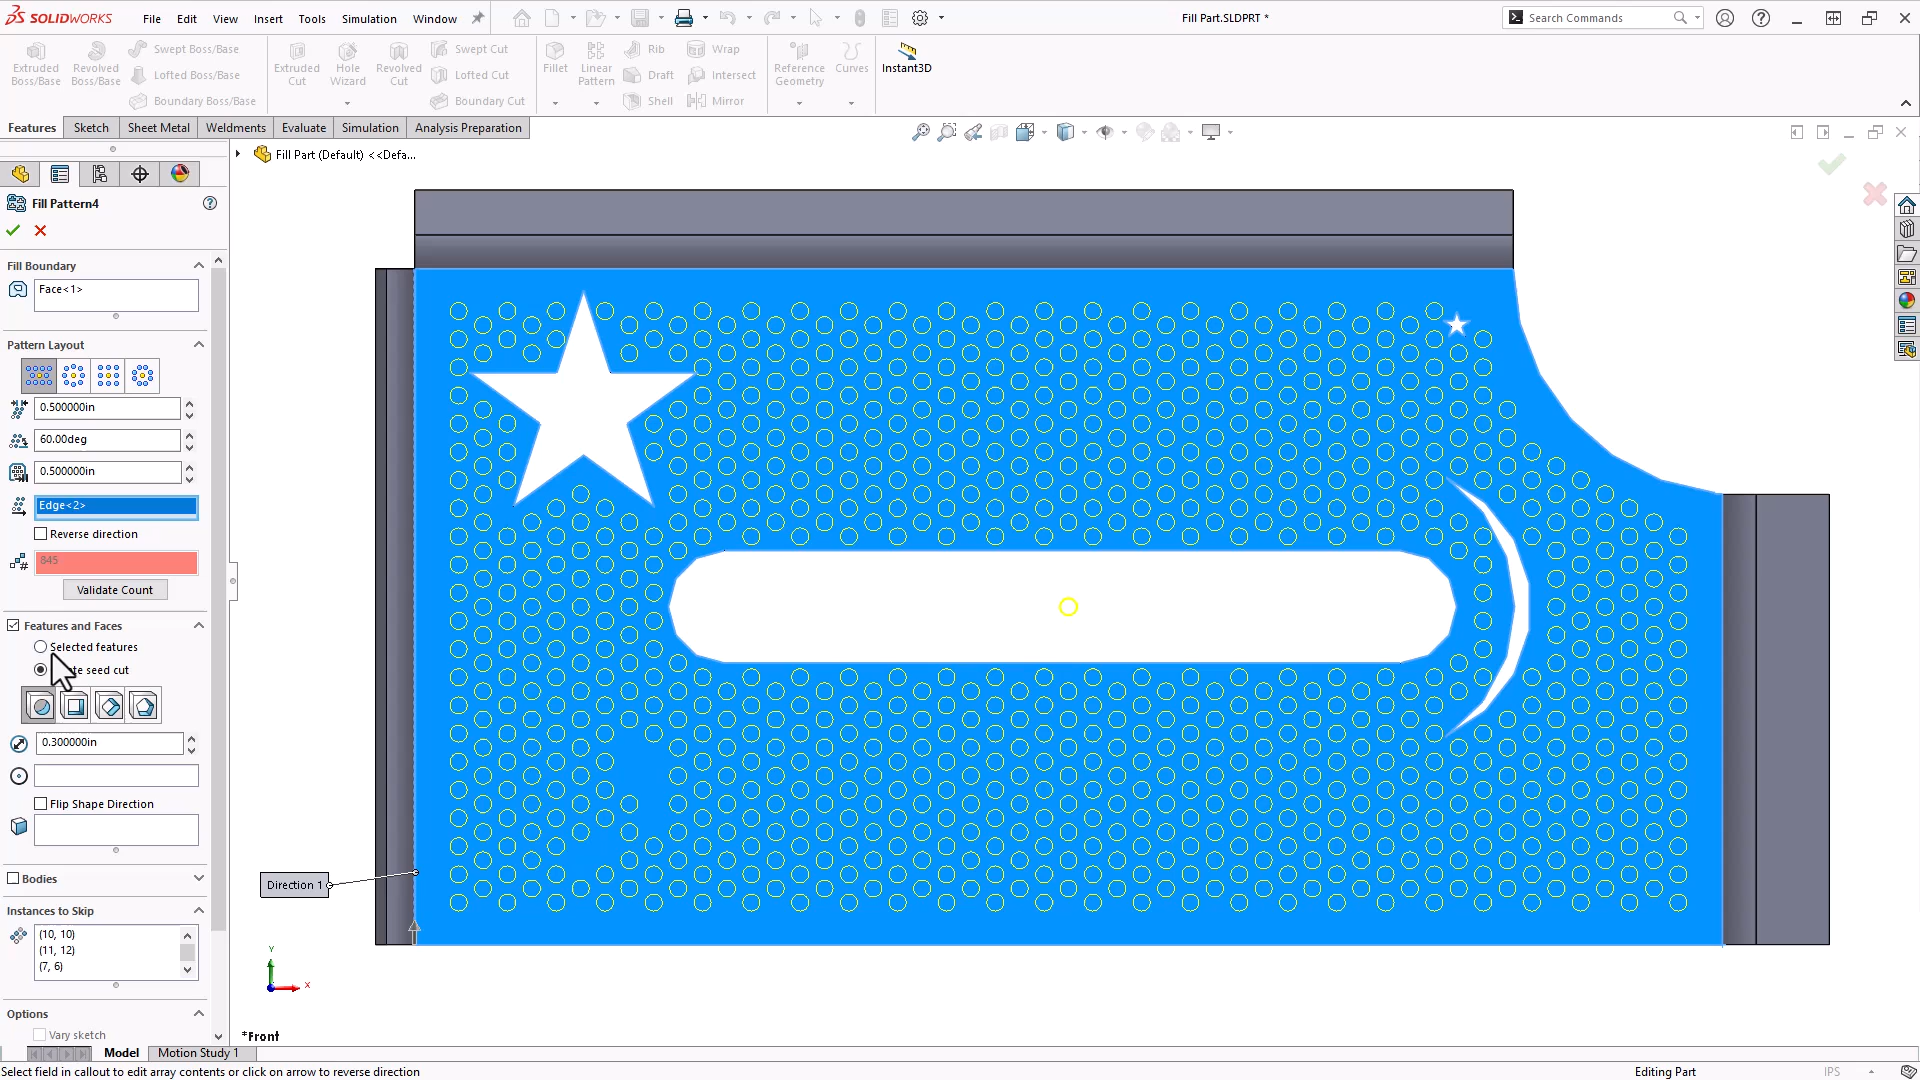 SOLIDWORKS File Edit View Insert Tools Simulation Window
Fill Part.SLDPRT *
Search Commands
Extruded Boss/Base
Revolved Boss/Base
Swept Boss/Base
Lofted Boss/Base
Boundary Boss/Base
Extruded Cut
Hole Wizard
Revolved Cut
Swept Cut
Lofted Cut
Boundary Cut
Fillet
Linear Pattern
Rib
Draft
Shell
Wrap
Intersect
Mirror
Reference Geometry
Curves
Instant3D
Features Sketch Sheet Metal Weldments Evaluate Simulation Analysis Preparation
Fill Part (Default) <<Defa...
Fill Pattern4
Fill Boundary
Face<1>
Pattern Layout
0.500000in
60.00deg
0.500000in
Edge<2>
Reverse direction
845
Validate Count
Features and Faces
Selected features
te seed cut
0.300000in
Flip Shape Direction
Bodies
Instances to Skip
(10, 10)
(11, 12)
(7, 6)
Options
Vary sketch
Direction 1
Y
X
*Front
Model Motion Study 1
Select field in callout to edit array contents or click on arrow to reverse direction
Editing Part
IPS